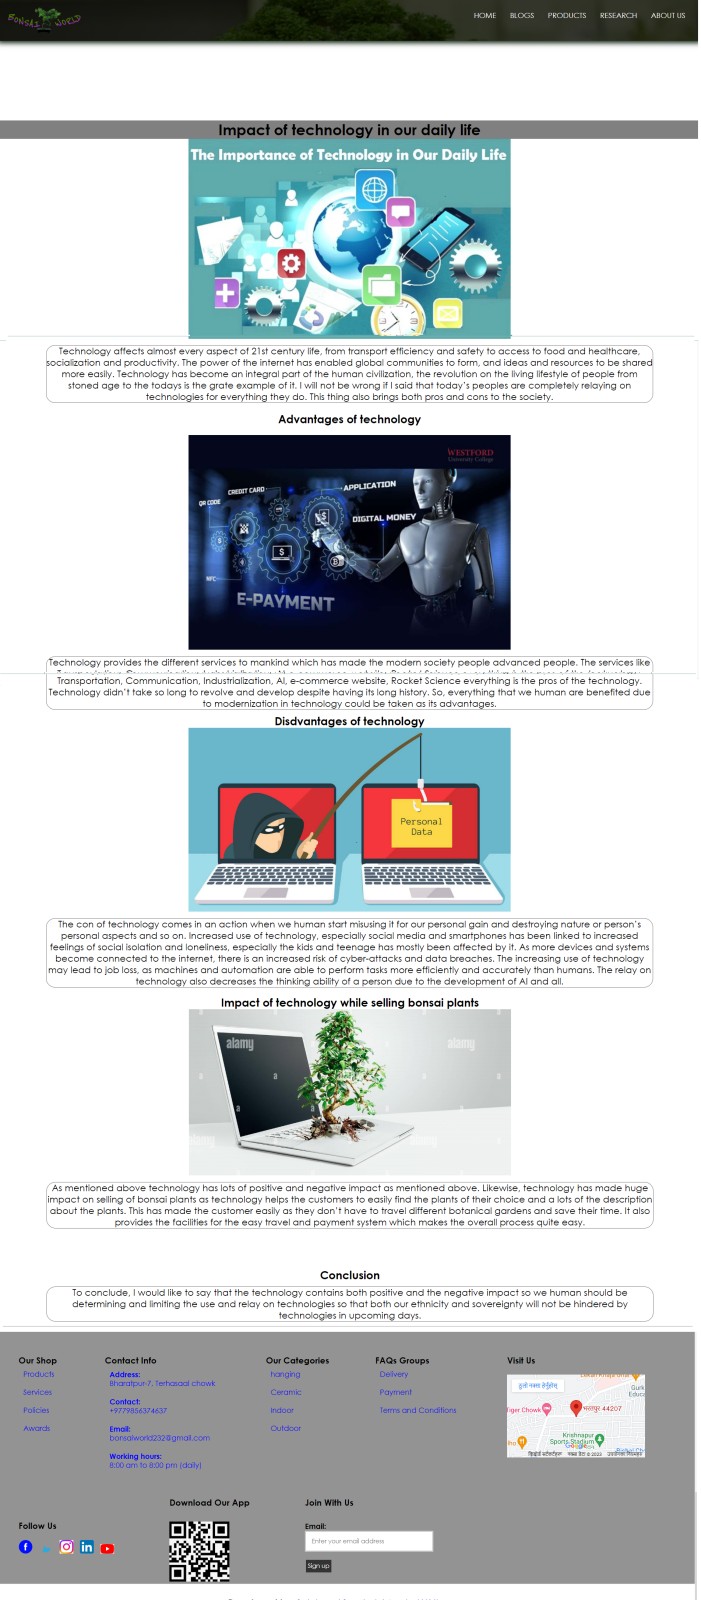 BONSAI WORLD
HOME BLOGS PRODUCTS RESEARCH ABOUT US
Impact of technology in our daily life
The Importance of Technology in Our Daily Life
Technology affects almost every aspect of 21st century life, from transport efficiency and safety to access to food and healthcare,
socialization and productivity. The power of the internet has enabled global communities to form, and ideas and resources to be shared
more easily. Technology has become an integral part of the human civilization, the revolution on the living lifestyle of people from
stoned age to the todays is the grate example of it. I will not be wrong if I said that today's peoples are completely relaying on
technologies for everything they do. This thing also brings both pros and cons to the society.
Advantages of technology
WESTFORD
University College
CREDIT CARD
APPLICATION
QR CODE
DIGITAL MONEY
NFC
E-PAYMENT
Technology provides the different services to mankind which has made the modern society people advanced people. The services like
Transportation, Communication, Industrialization, AI, e-commerce website, Rocket Science everything is the pros of the technology.
Technology didn't take so long to revolve and develop despite having its long history. So, everything that we human are benefited due
to modernization in technology could be taken as its advantages.
Disdvantages of technology
Personal
Data
The con of technology comes in an action when we human start misusing it for our personal gain and destroying nature or person's
personal aspects and so on. Increased use of technology, especially social media and smartphones has been linked to increased
feelings of social isolation and loneliness, especially the kids and teenage has mostly been affected by it. As more devices and systems
become connected to the internet, there is an increased risk of cyber-attacks and data breaches. The increasing use of technology
may lead to job loss, as machines and automation are able to perform tasks more efficiently and accurately than humans. The relay on
technology also decreases the thinking ability of a person due to the development of AI and all.
Impact of technology while selling bonsai plants
alamy alamy
a a
a a
alamy a
As mentioned above technology has lots of positive and negative impact as mentioned above. Likewise, technology has made huge
impact on selling of bonsai plants as technology helps the customers to easily find the plants of their choice and a lots of the description
about the plants. This has made the customer easily as they don't have to travel different botanical gardens and save their time. It also
provides the facilities for the easy travel and payment system which makes the overall process quite easy.
Conclusion
To conclude, I would like to say that the technology contains both positive and the negative impact so we human should be
determining and limiting the use and relay on technologies so that both our ethnicity and sovereignty will not be hindered by
technologies in upcoming days.
Our Shop
Products
Services
Policies
Awards
Contact Info
Address:
Bharatpur-7, Terhasaal chowk
Contact:
+9779856374637
Email:
bonsaiworld232@gmail.com
Working hours:
8:00 am to 8:00 pm (daily)
Our Categories
hanging
Ceramic
Indoor
Outdoor
FAQs Groups
Delivery
Payment
Terms and Conditions
Visit Us
ठूलो नक्सा हेर्नुहोस्
Gurk
Educa
Tiger Chowk
भरतपुर 44207
Krishnapur
Sports Stadium
Google
Follow Us
Download Our App
Join With Us
Email:
Enter your email address
Sign up